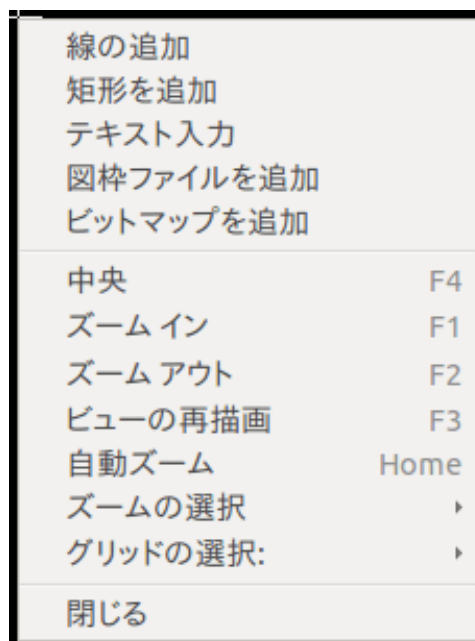 線の追加
矩形を追加
テキスト入力
図枠ファイルを追加
ビットマップを追加
中央 F4
ズーム イン F1
ズーム アウト F2
ビューの再描画 F3
自動ズーム Home
ズームの選択
グリッドの選択:
閉じる